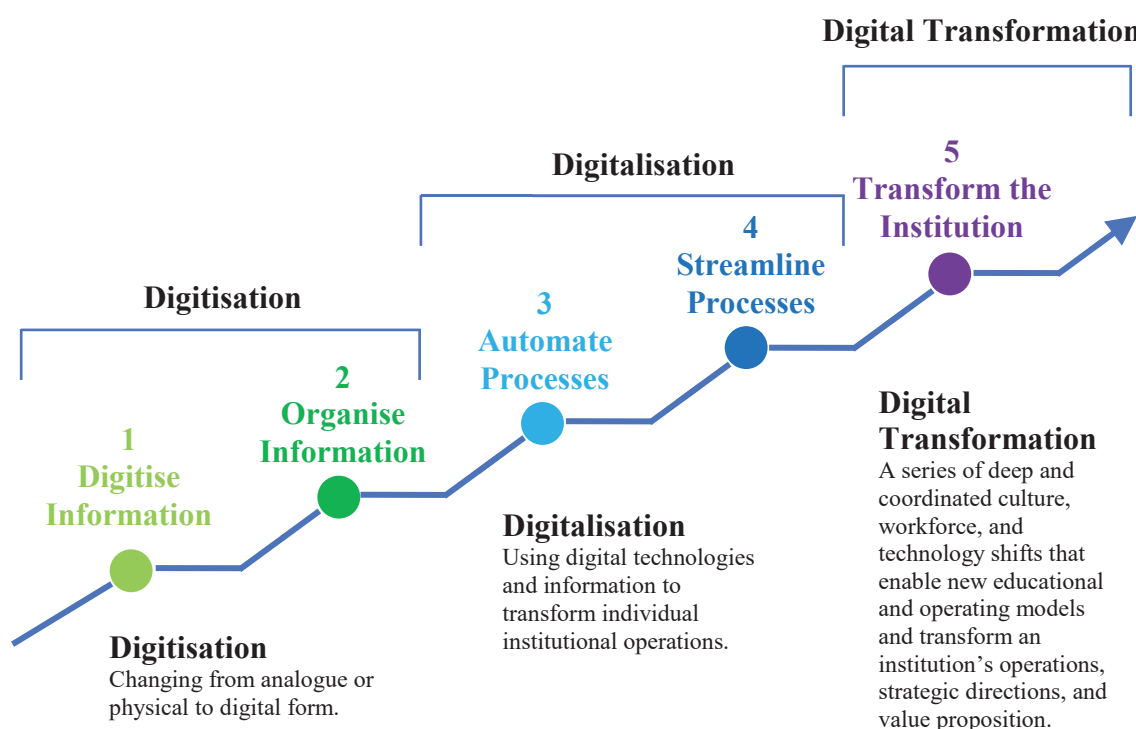 Digital Transformation
Digitalisation
5
Transform the
Institution
4
Streamline
Processes
Digitisation
3
Automate
Processes
2
Organise
Information
1
Digitise
Information
Digitisation
Changing from analogue or
physical to digital form.
Digitalisation
Using digital technologies
and information to
transform individual
institutional operations.
Digital
Transformation
A series of deep and
coordinated culture,
workforce, and
technology shifts that
enable new educational
and operating models
and transform an
institution’s operations,
strategic directions, and
value proposition.